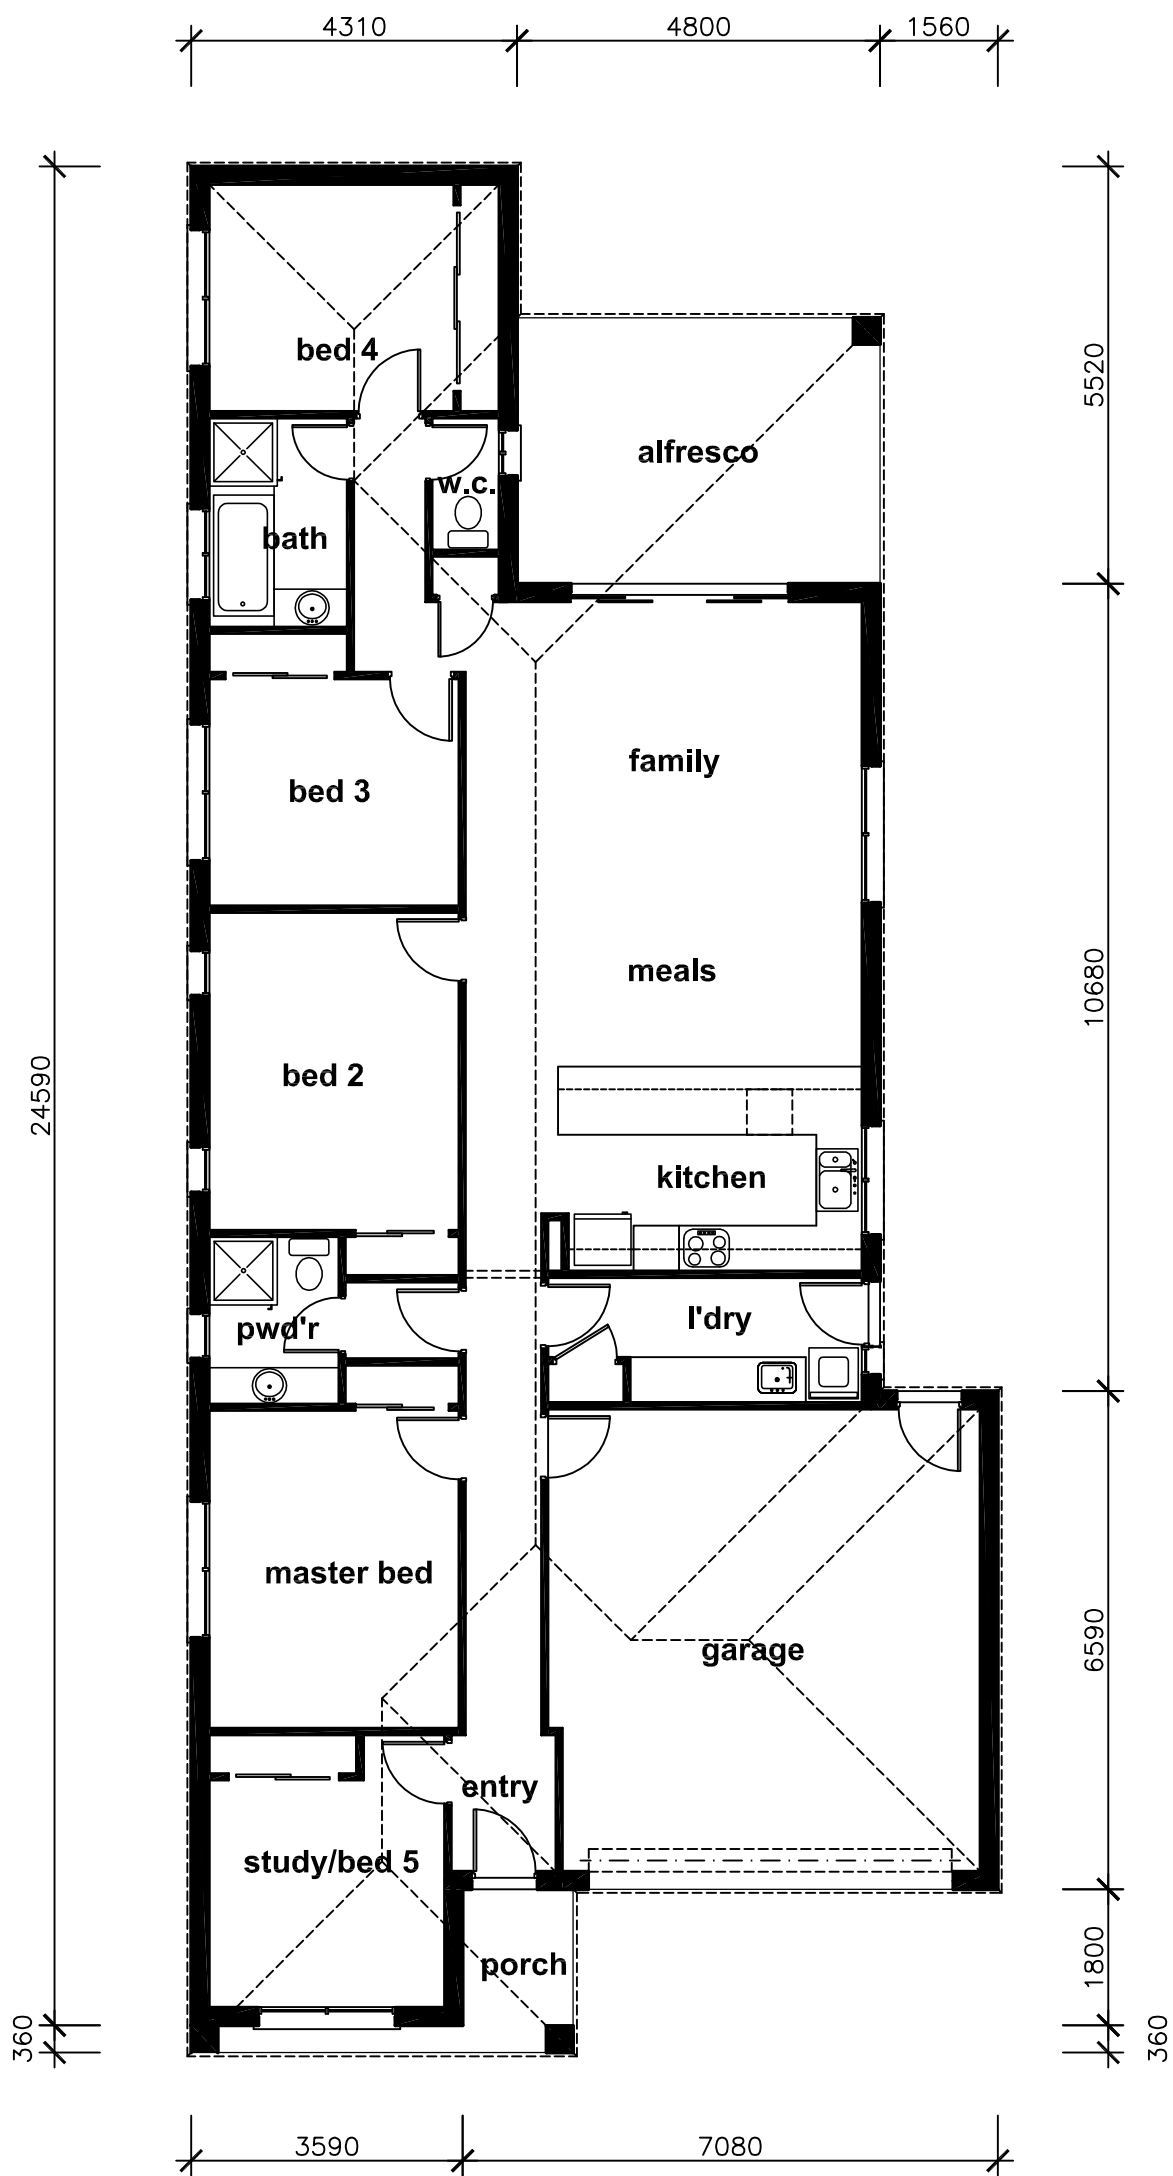 4310
4800
1560
bed 4
5520
alfresco
w.c.
bath
family
bed 3
meals
10680
bed 2
24590
kitchen
l'dry
pwd'r
master bed
garage
6590
entry
study/bed 5
porch
1800
360
360
3590
7080